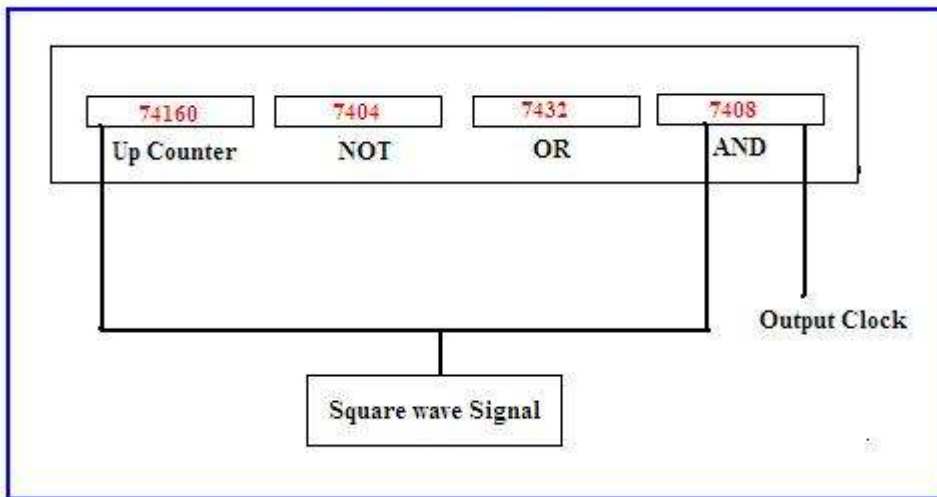 74160 7404 7432 7408
Up Counter NOT OR AND
Output Clock
Square wave Signal